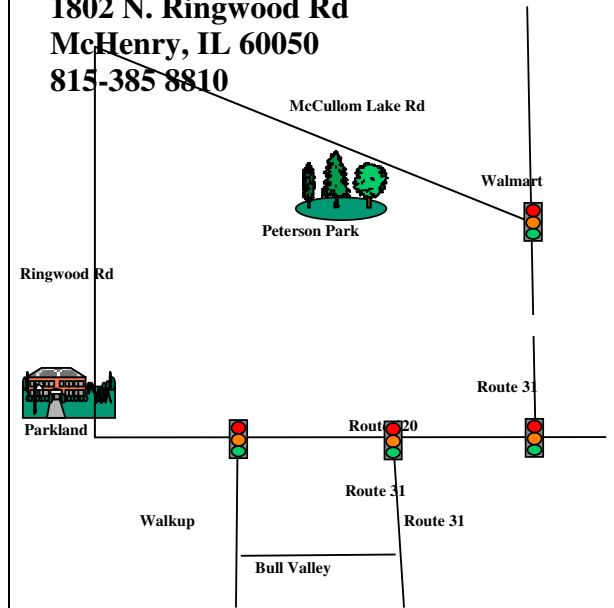 1802 N. Ringwood Rd
McHenry, IL 60050
815-385 8810
McCullom Lake Rd
Walmart
Peterson Park
Ringwood Rd
Route 31
Parkland
Route 20
Route 31
Walkup
Route 31
Bull Valley